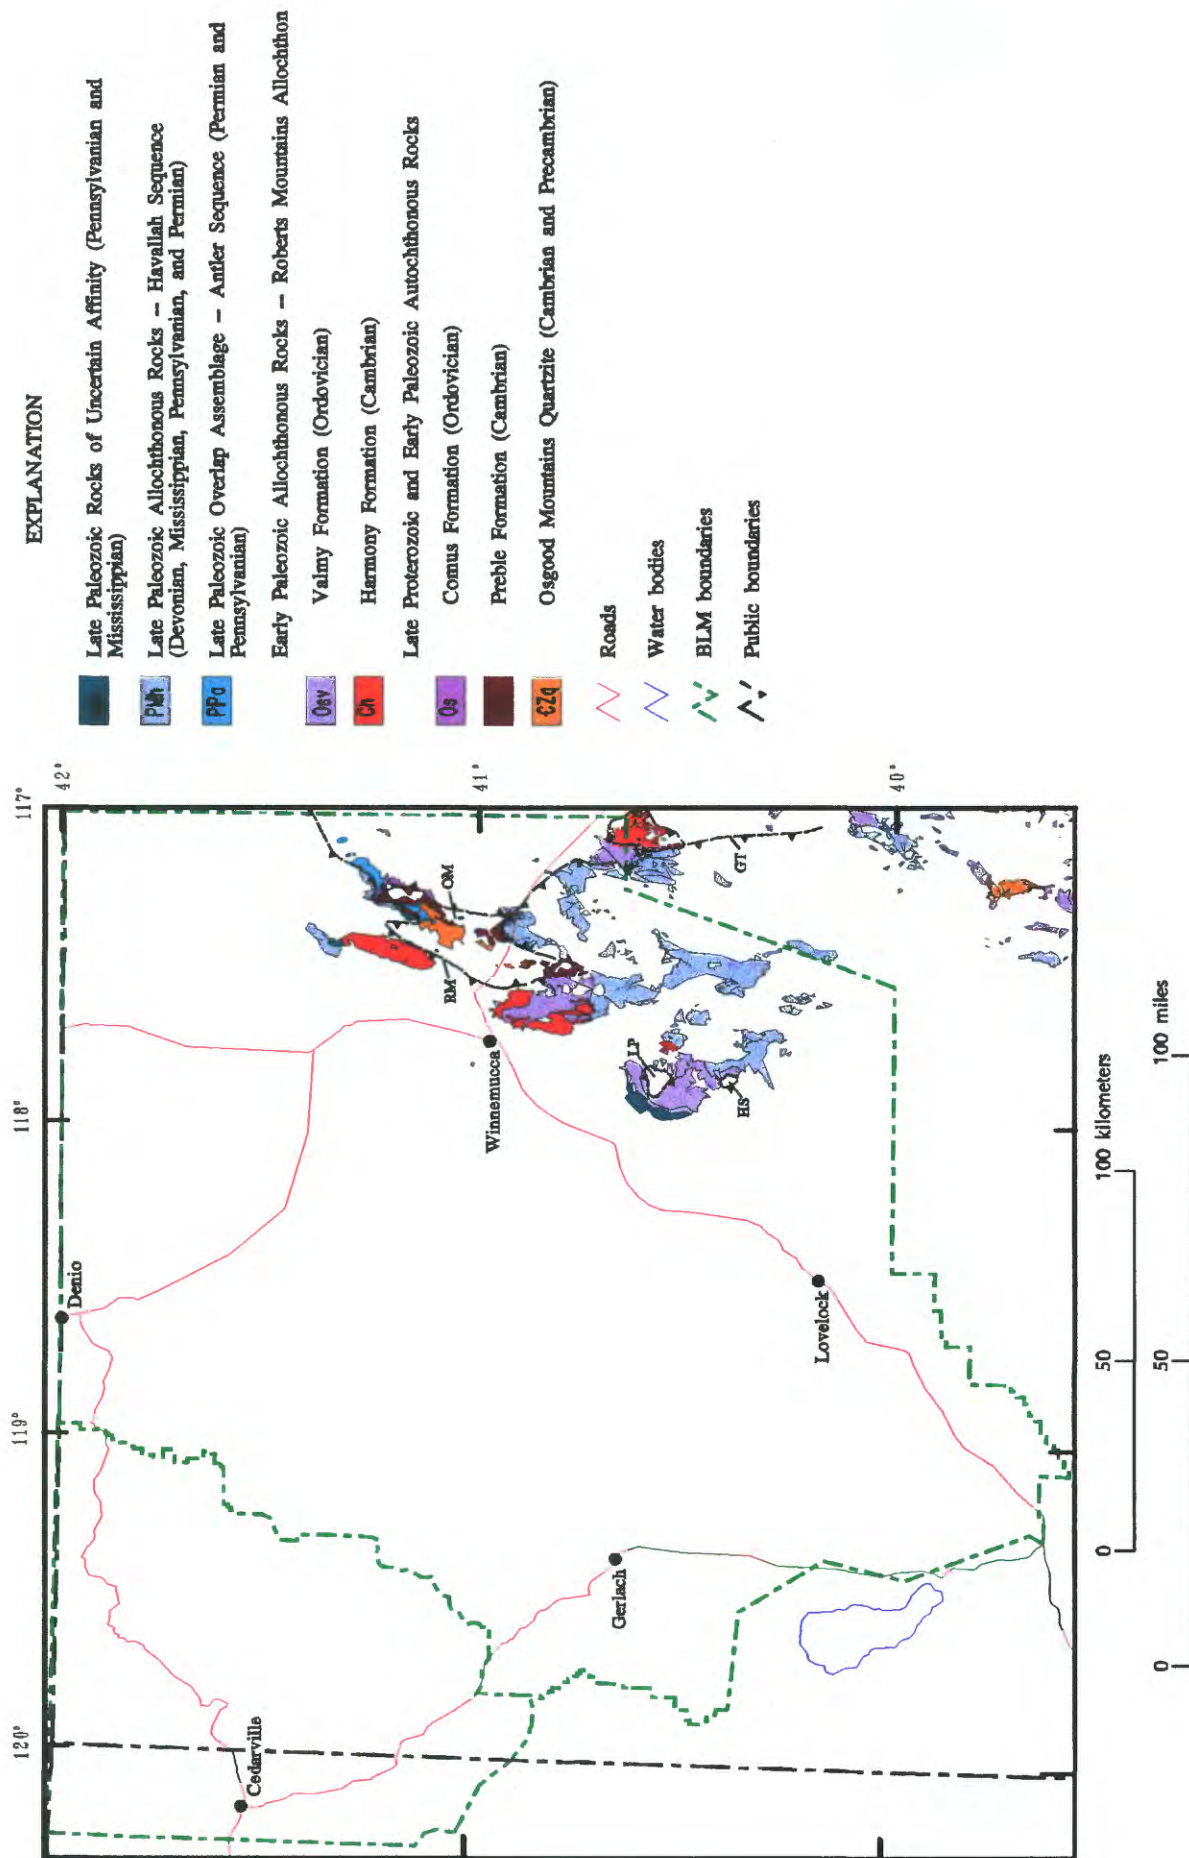 EXPLANATION
Late Paleozoic Rocks of Uncertain Affinity (Pennsylvanian and
Mississippian)
PMh
Late Paleozoic Allochthonous Rocks — Havallah Sequence
(Devonian, Mississippian, Pennsylvanian, and Permian)
PPa
Late Paleozoic Overlap Assemblage — Antler Sequence (Permian and
Pennsylvanian)
Early Paleozoic Allochthonous Rocks — Roberts Mountains Allochthon
Oev
Valmy Formation (Ordovician)
Ch
Harmony Formation (Cambrian)
Late Proterozoic and Early Paleozoic Autochthonous Rocks
Os
Comus Formation (Ordovician)
Preble Formation (Cambrian)
ЄZq
Osgood Mountains Quartzite (Cambrian and Precambrian)
Roads
Water bodies
BLM boundaries
Public boundaries
120°
119°
118°
117°
42°
41°
40°
Denio
Cedarville
Winnemucca
Gerlach
Lovelock
RM
OM
LP
HS
GT
0 50 100 kilometers
0 50 100 miles